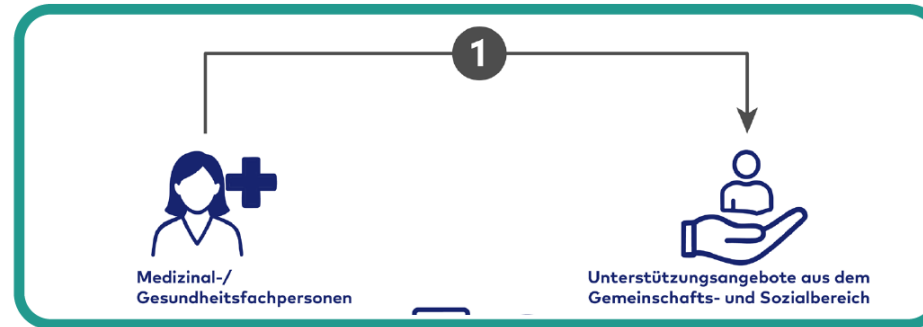 1
Medizinal-/
Gesundheitsfachpersonen
Unterstützungsangebote aus dem
Gemeinschafts- und Sozialbereich